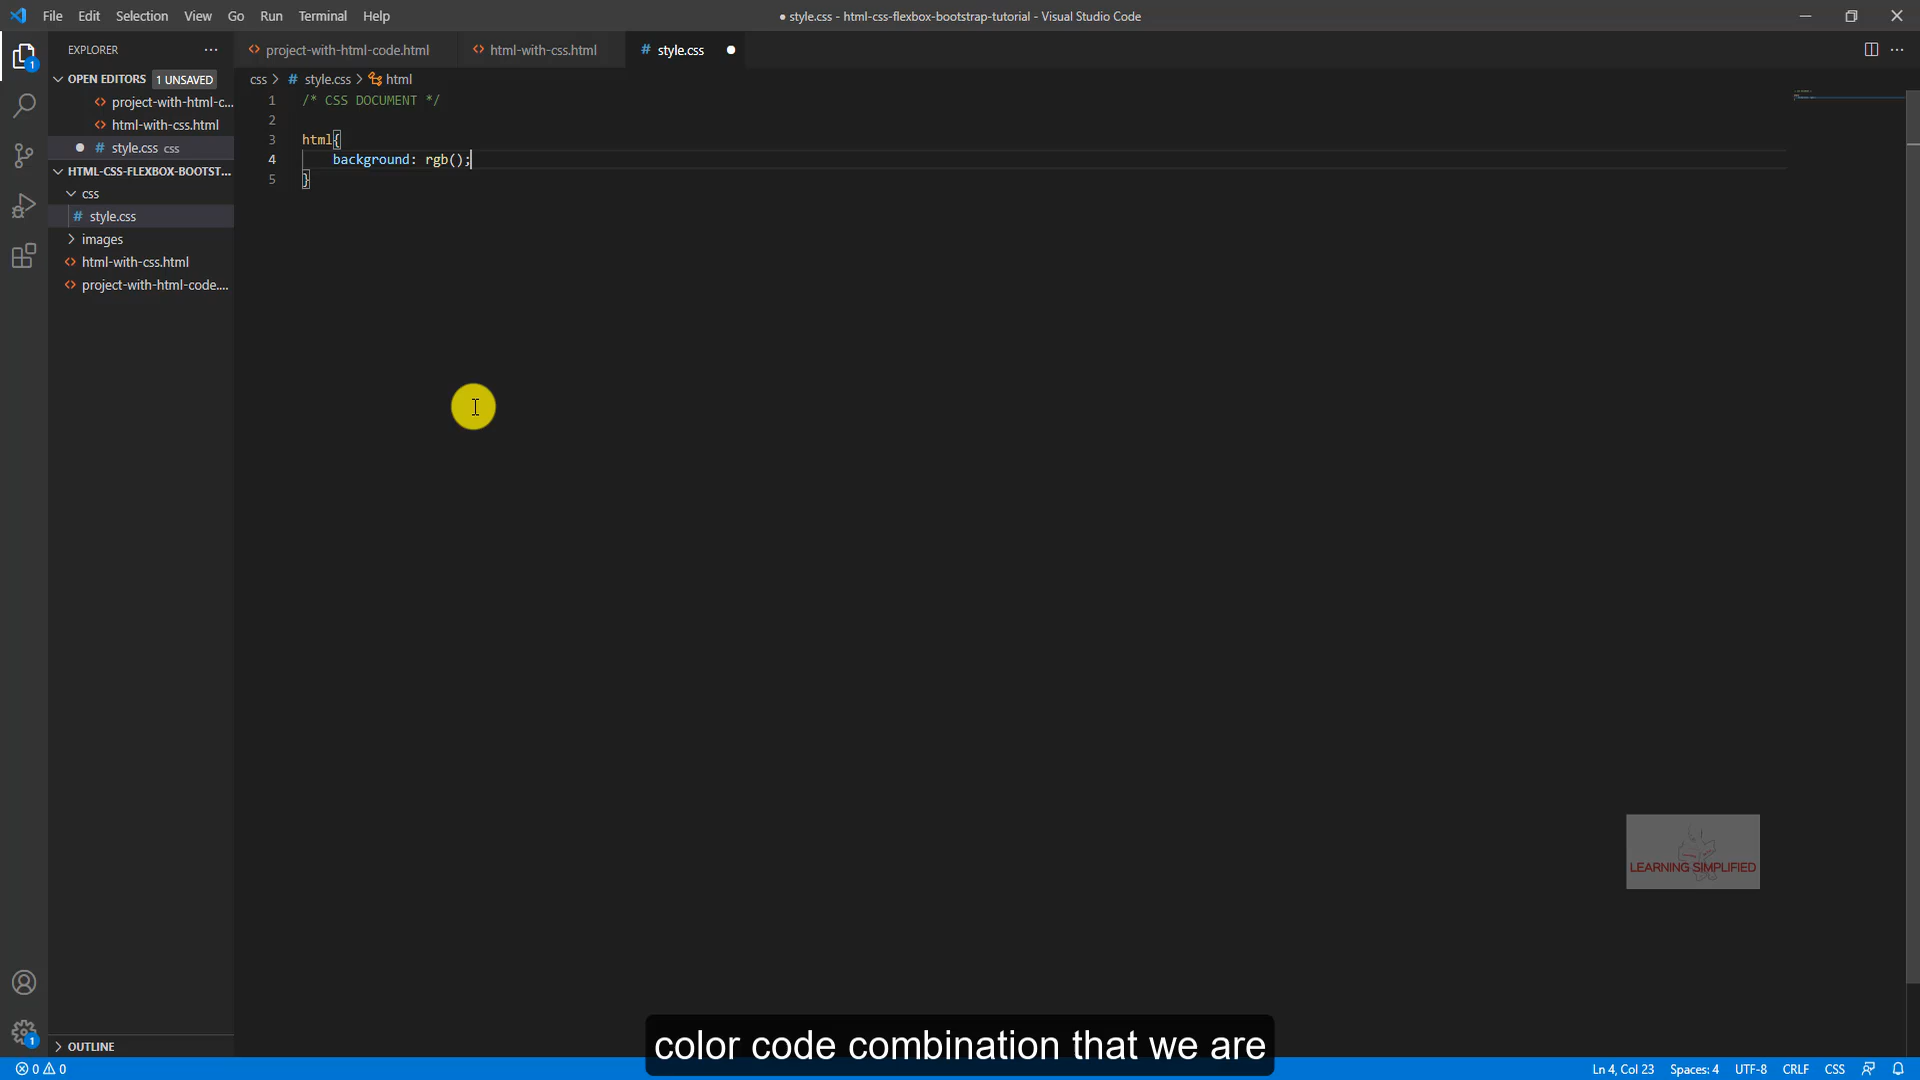 File Edit Selection View Go Run Terminal Help
● style.css - html-css-flexbox-bootstrap-tutorial - Visual Studio Code
EXPLORER
project-with-html-code.html
html-with-css.html
# style.css
OPEN EDITORS 1 UNSAVED
css > # style.css > html
project-with-html-c...
html-with-css.html
# style.css css
HTML-CSS-FLEXBOX-BOOTST...
css
# style.css
images
html-with-css.html
project-with-html-code....
1 /* CSS DOCUMENT */
2
3 html{
4 background: rgb();
5 }
LEARNING SIMPLIFIED
1
1
OUTLINE
color code combination that we are
0 0
Ln 4, Col 23 Spaces: 4 UTF-8 CRLF CSS